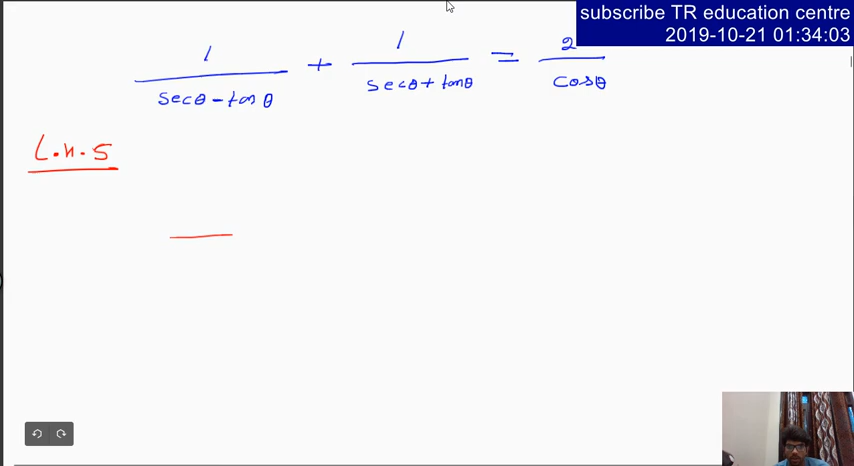 subscribe TR education centre
2019-10-21 01:34:03
1/(secθ - tanθ) + 1/(secθ + tanθ) = 2/cosθ
L.H.S